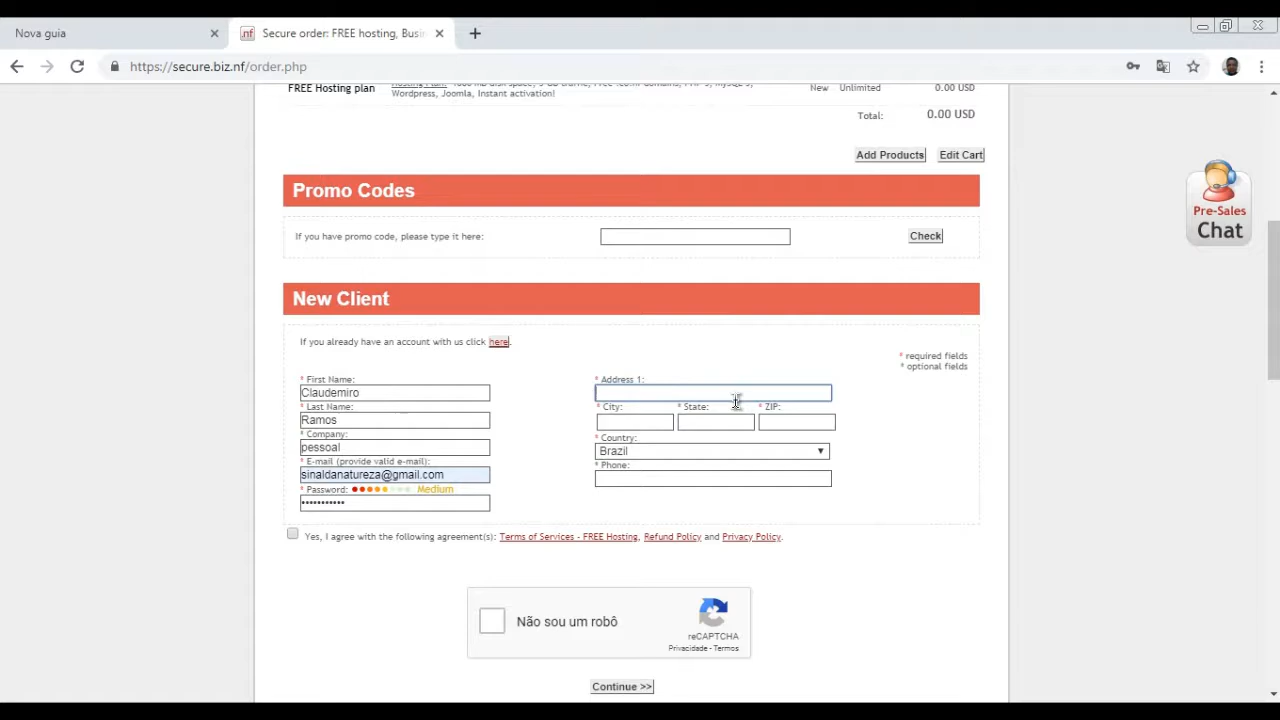 Nova guia
.nf Secure order: FREE hosting, Busi
https://secure.biz.nf/order.php
FREE Hosting plan
New Unlimited 0.00 USD
Wordpress, Joomla, Instant activation!
Total: 0.00 USD
Add Products Edit Cart
Promo Codes
If you have promo code, please type it here: Check
New Client
If you already have an account with us click here.
* required fields
* optional fields
* First Name:
Claudemiro
* Last Name:
Ramos
* Company:
pessoal
* E-mail (provide valid e-mail):
sinaldanatureza@gmail.com
* Password: Medium
•••••••••••
* Address 1:
* City: * State: * ZIP:
* Country:
Brazil
* Phone:
Yes, I agree with the following agreement(s): Terms of Services - FREE Hosting, Refund Policy and Privacy Policy.
Não sou um robô
reCAPTCHA
Privacidade - Termos
Continue >>
Pre-Sales
Chat